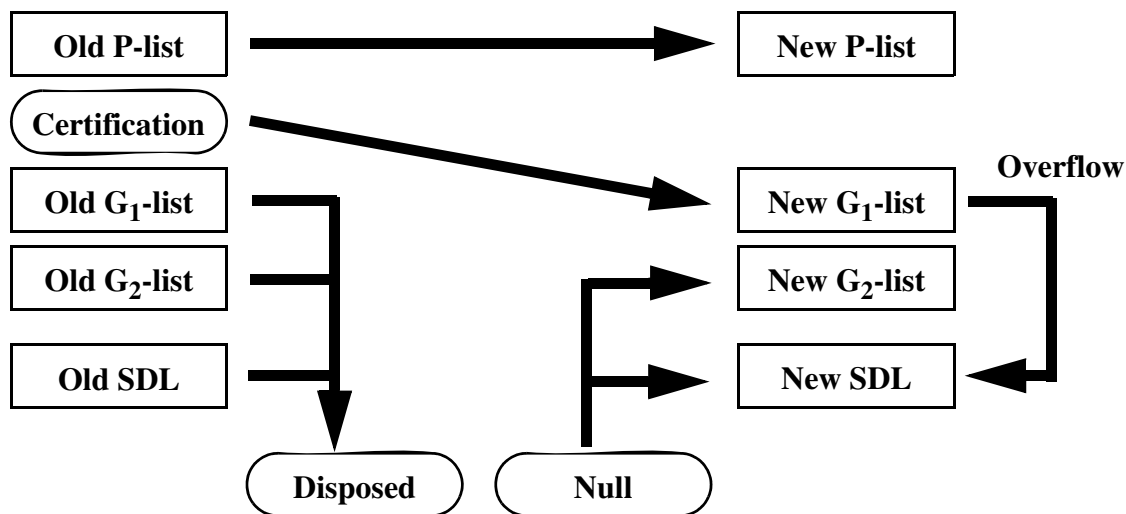 Old P-list
New P-list
Certification
Overflow
Old G₁-list
New G₁-list
Old G₂-list
New G₂-list
Old SDL
New SDL
Disposed
Null